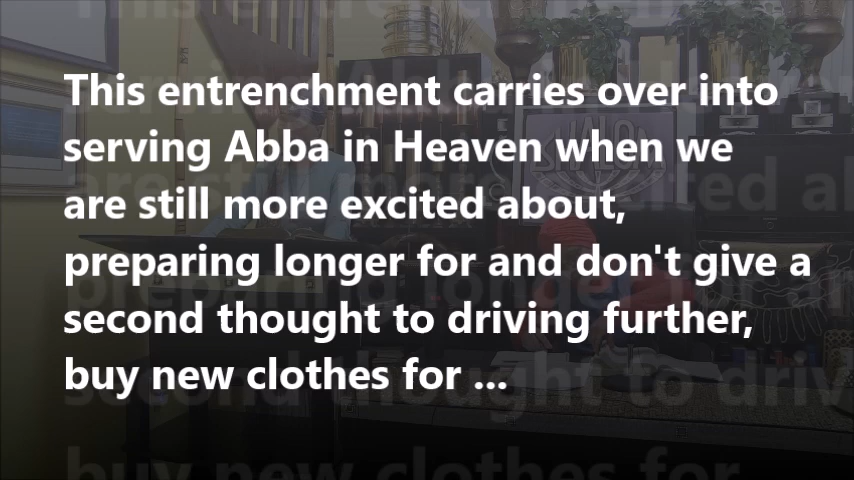 This entrenchment carries over into
serving Abba in Heaven when we
are still more excited about,
preparing longer for and don't give a
second thought to driving further,
buy new clothes for ...